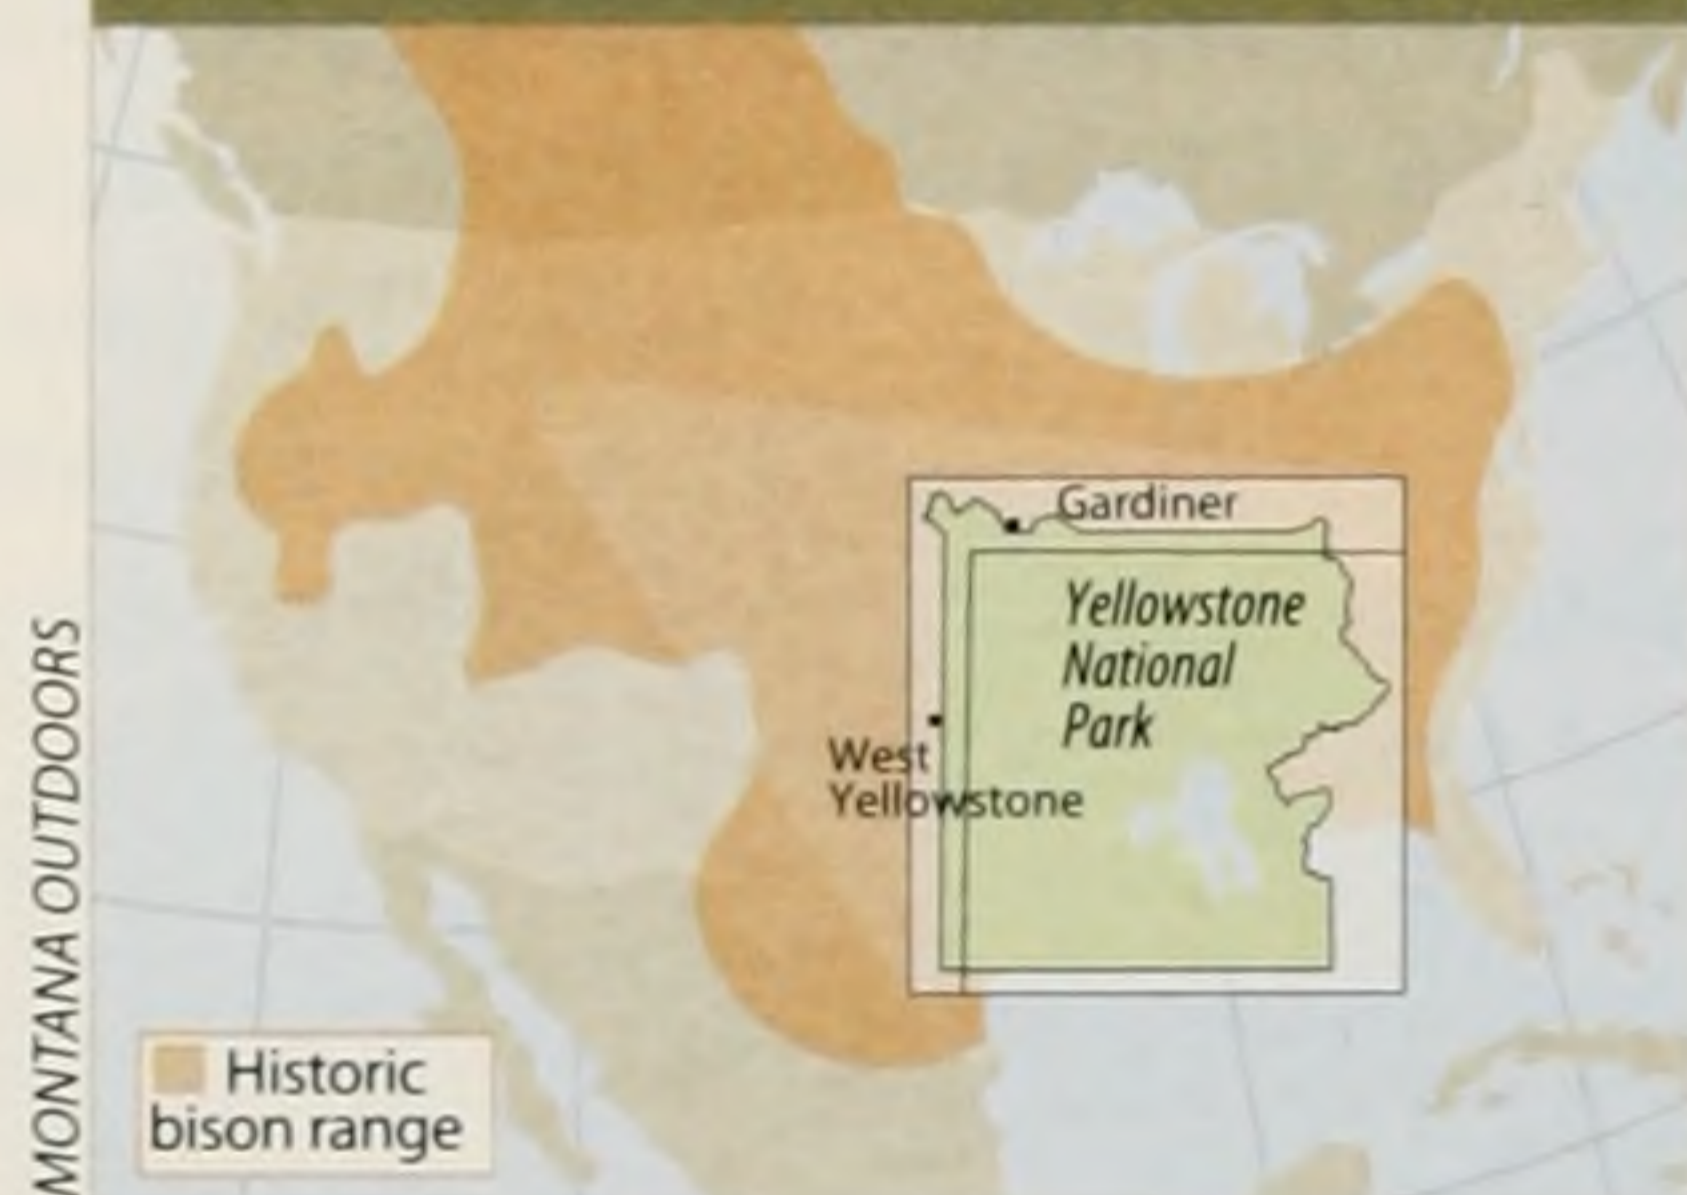 MONTANA OUTDOORS
Gardiner
Yellowstone
National
Park
West
Yellowstone
Historic
bison range